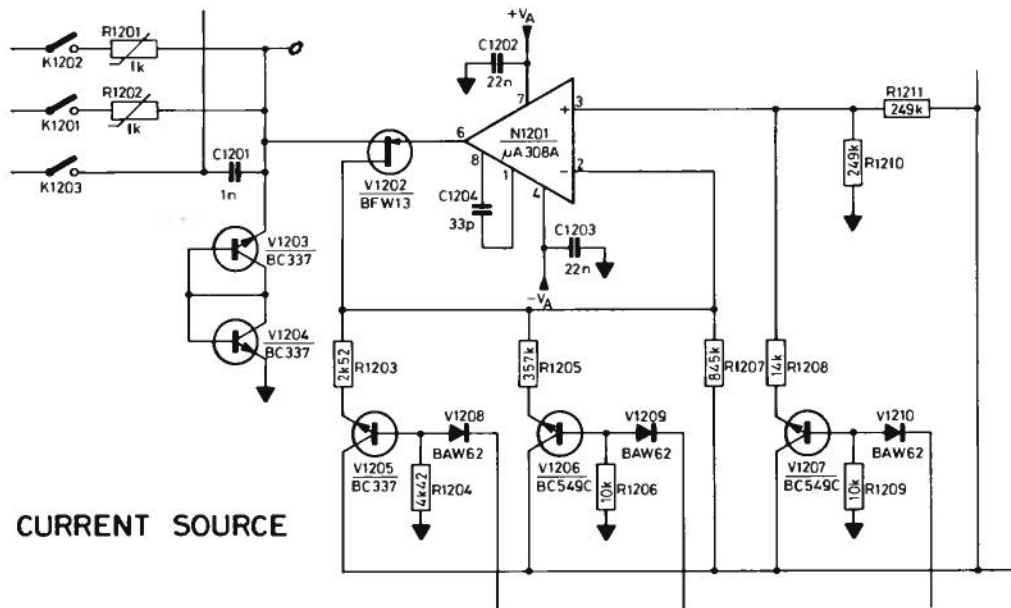 R1201
K1202
1k
R1202
K1201
1k
C1201
K1203
1n
V1203
BC337
V1204
BC337
V1202
BFW13
+VA
C1202
22n
7
6
N1201
µA308A
+
3
−
2
8
1
4
C1204
33p
C1203
22n
−VA
R1211
249k
249k
R1210
2k52
R1203
357k
R1205
845k
R1207
14k
R1208
V1208
BAW62
V1205
BC337
4k42
R1204
V1209
BAW62
V1206
BC549C
10k
R1206
V1210
BAW62
V1207
BC549C
10k
R1209
CURRENT SOURCE